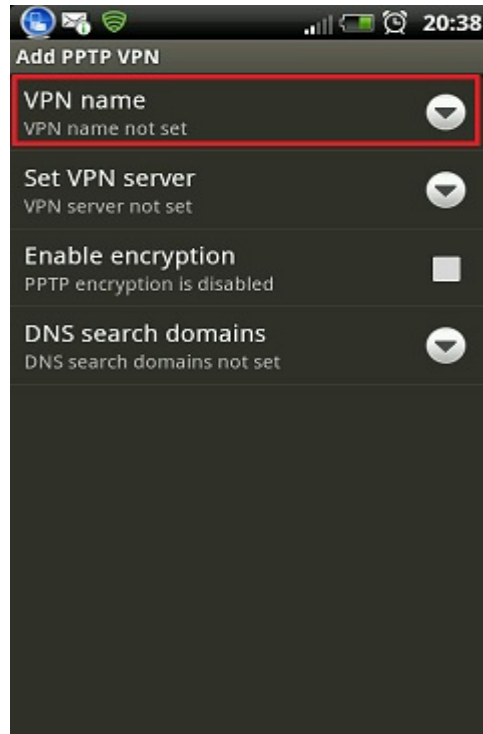 20:38
Add PPTP VPN
VPN name
VPN name not set
Set VPN server
VPN server not set
Enable encryption
PPTP encryption is disabled
DNS search domains
DNS search domains not set